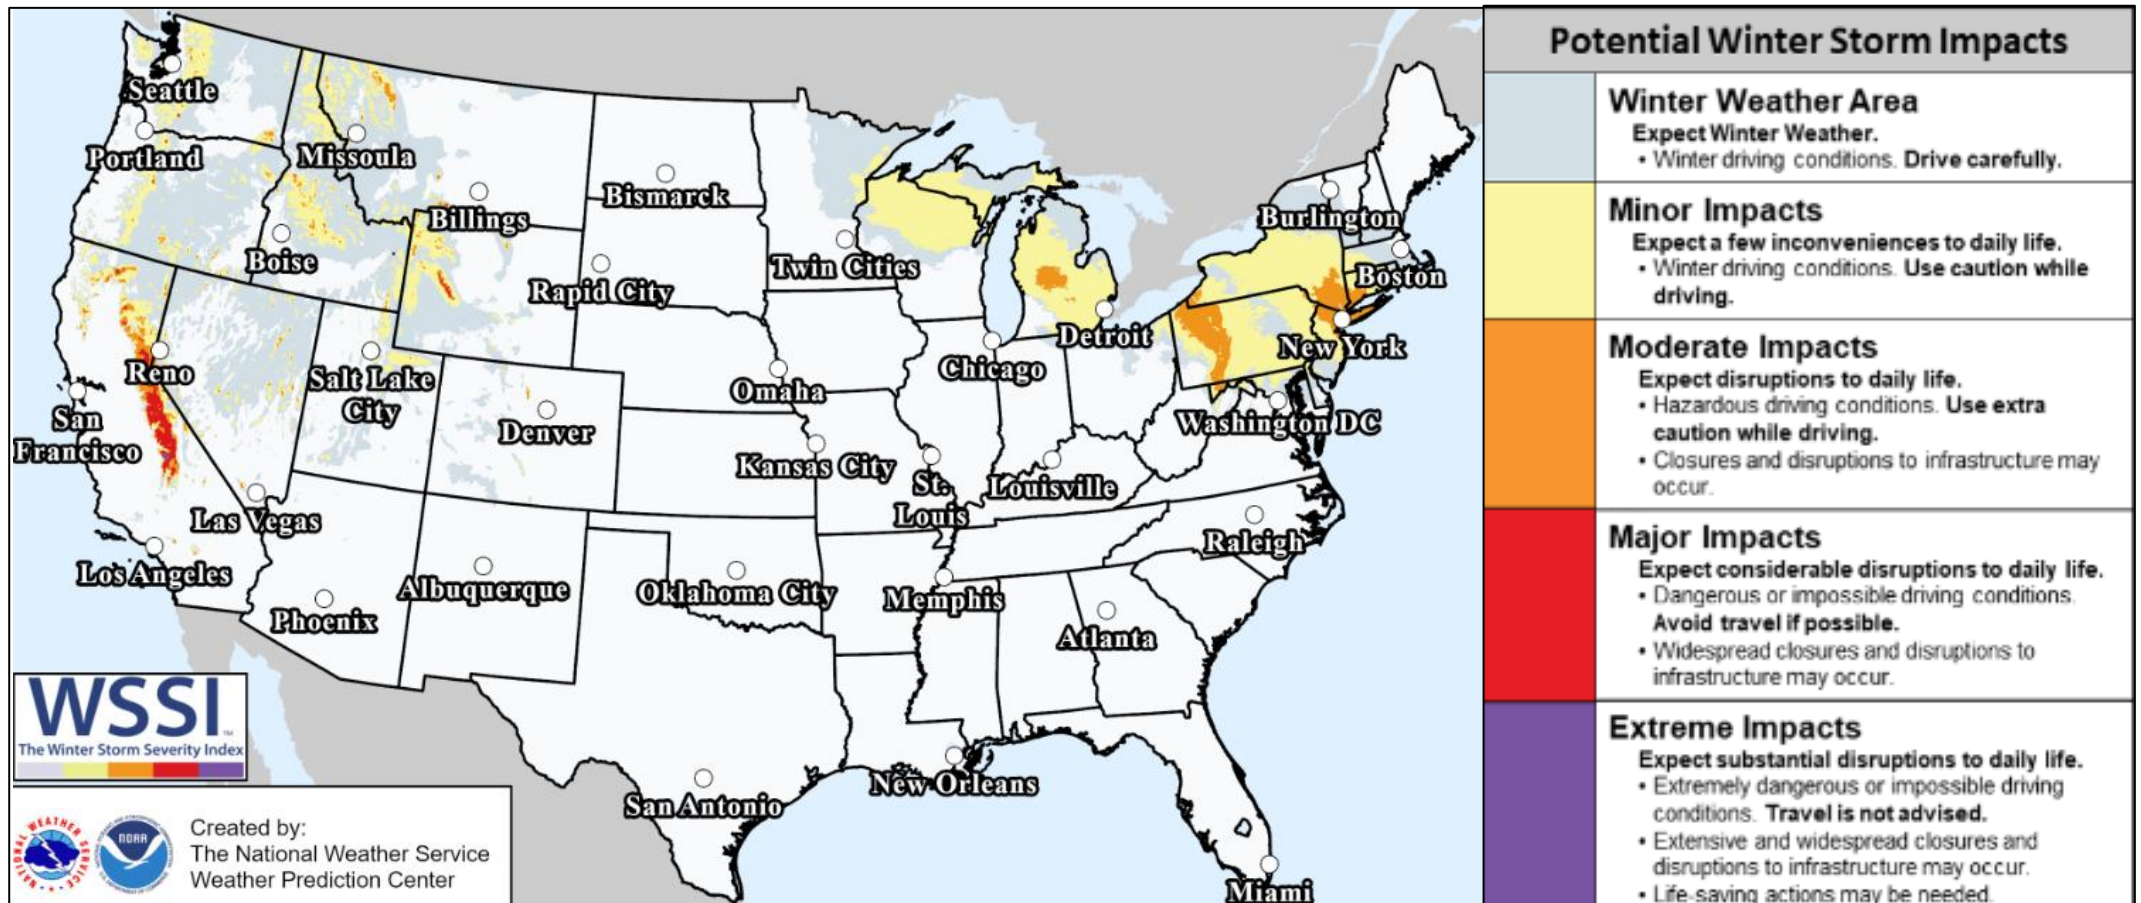 Seattle
Portland
Missoula
Billings
Bismarck
Boise
Rapid City
Twin Cities
Burlington
Boston
Detroit
New York
Chicago
Reno
Salt Lake
City
Omaha
Denver
San
Francisco
Washington DC
Kansas City
St.
Louis
Louisville
Las Vegas
Raleigh
Los Angeles
Albuquerque
Oklahoma City
Memphis
Phoenix
Atlanta
New Orleans
San Antonio
Miami
WSSI
The Winter Storm Severity Index
NATIONAL WEATHER SERVICE
NOAA
Created by:
The National Weather Service
Weather Prediction Center
Potential Winter Storm Impacts
Winter Weather Area
Expect Winter Weather.
• Winter driving conditions. Drive carefully.
Minor Impacts
Expect a few inconveniences to daily life.
• Winter driving conditions. Use caution while
driving.
Moderate Impacts
Expect disruptions to daily life.
• Hazardous driving conditions. Use extra
caution while driving.
• Closures and disruptions to infrastructure may
occur.
Major Impacts
Expect considerable disruptions to daily life.
• Dangerous or impossible driving conditions.
Avoid travel if possible.
• Widespread closures and disruptions to
infrastructure may occur.
Extreme Impacts
Expect substantial disruptions to daily life.
• Extremely dangerous or impossible driving
conditions. Travel is not advised.
• Extensive and widespread closures and
disruptions to infrastructure may occur.
• Life-saving actions may be needed.